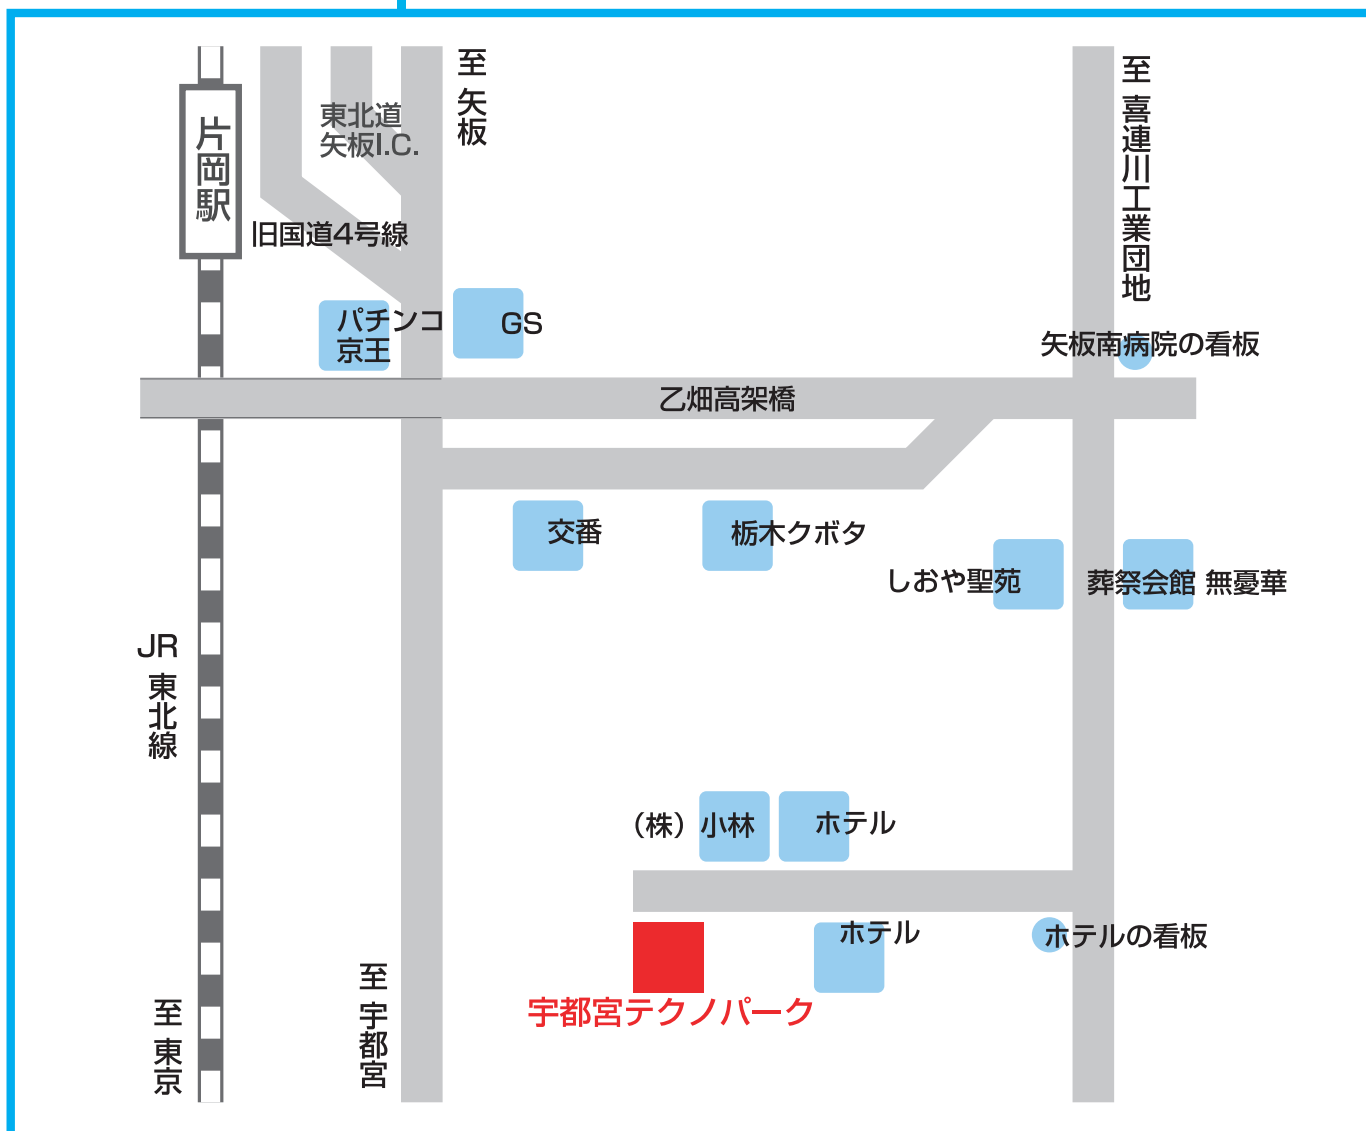 至 矢板
至 喜連川工業団地
東北道
矢板I.C.
片岡駅
旧国道4号線
パチンコ
京王
GS
矢板南病院の看板
乙畑高架橋
交番
栃木クボタ
しおや聖苑
葬祭会館 無憂華
JR
東北線
(株)小林
ホテル
ホテル
ホテルの看板
宇都宮テクノパーク
至 宇都宮
至 東京